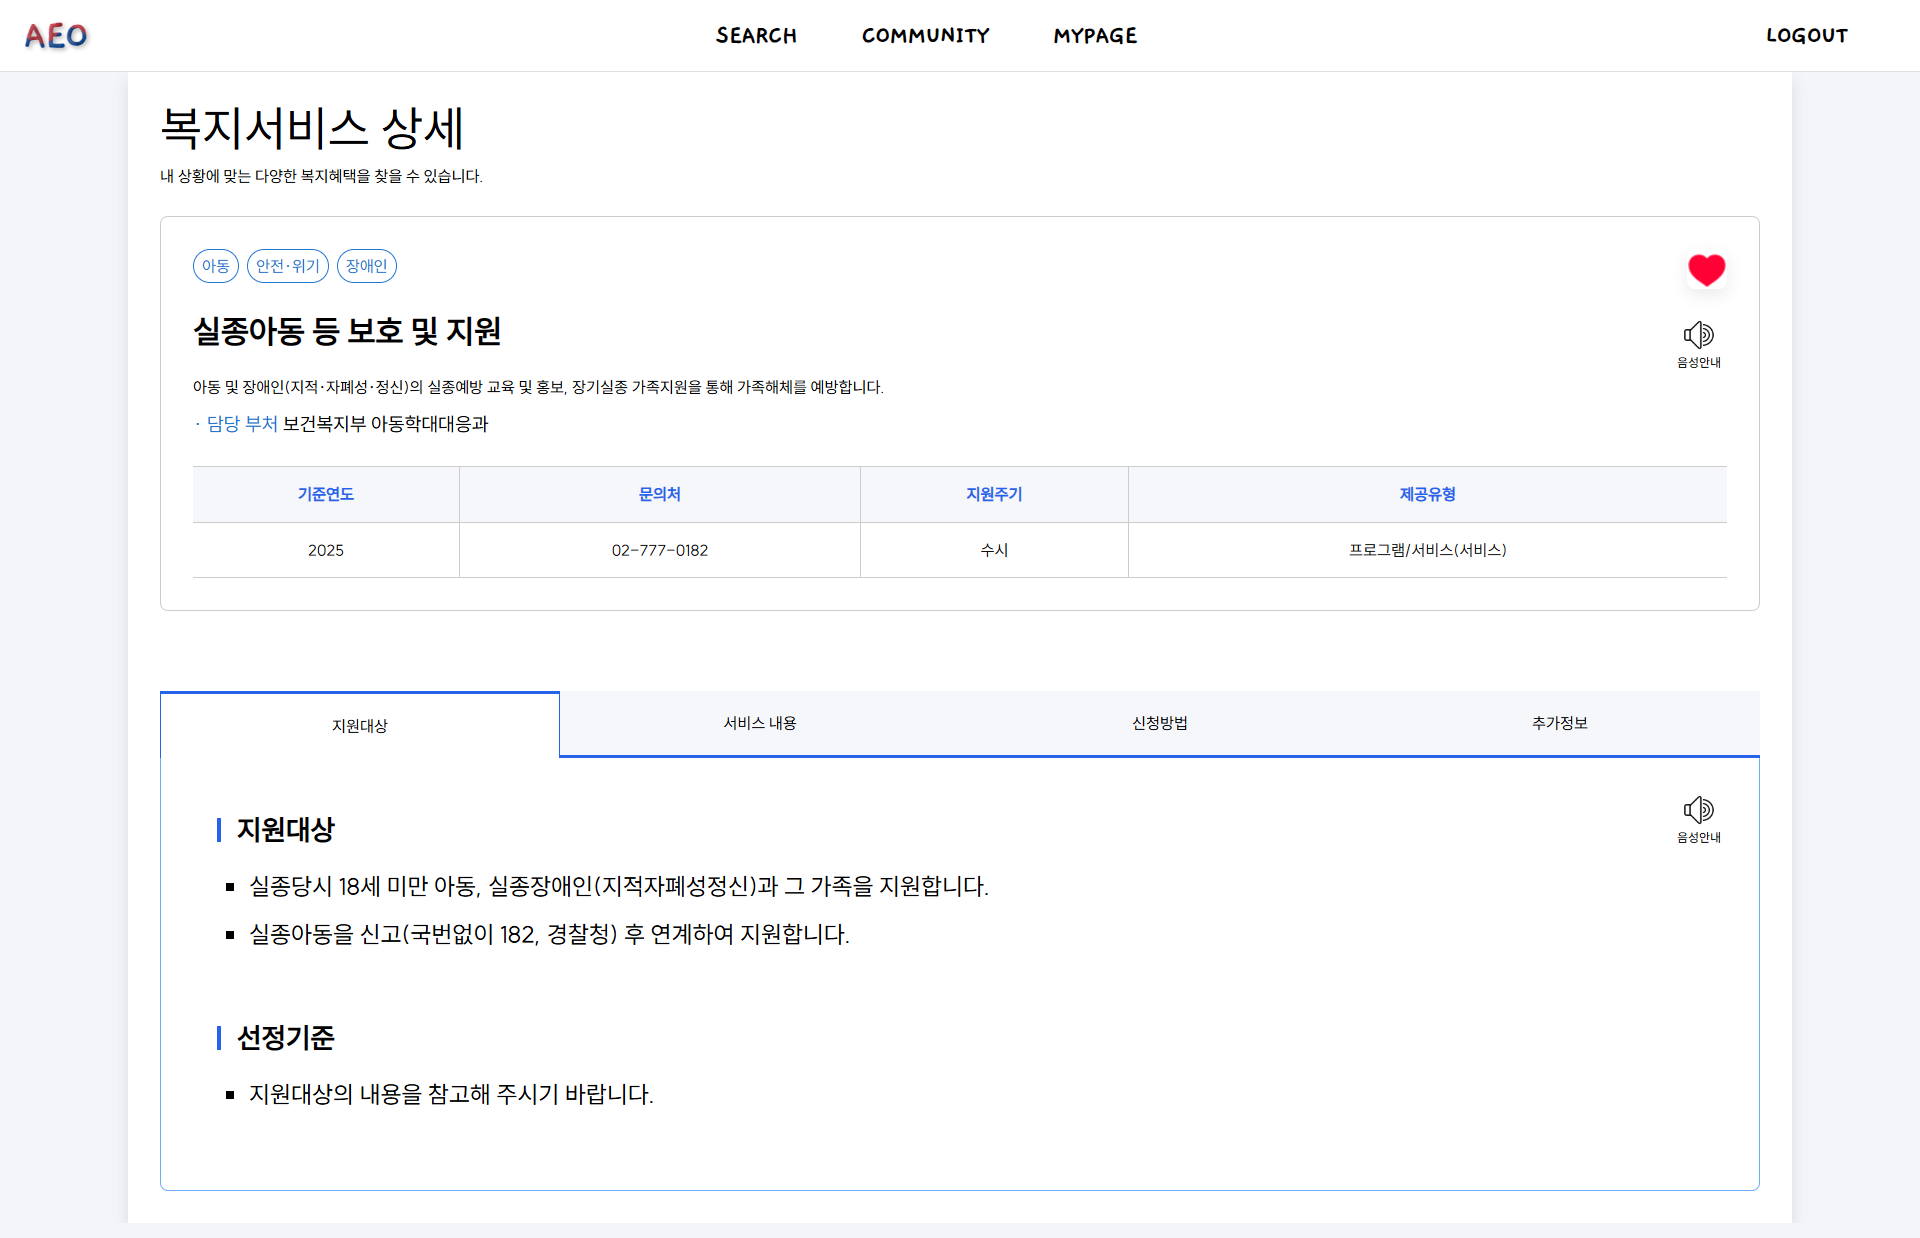 AEO SEARCH COMMUNITY MYPAGE LOGOUT
복지서비스 상세
내 상황에 맞는 다양한 복지혜택을 찾을 수 있습니다.
아동 안전·위기 장애인
실종아동 등 보호 및 지원
음성안내
아동 및 장애인(지적·자폐성·정신)의 실종예방 교육 및 홍보, 장기실종 가족지원을 통해 가족해체를 예방합니다.
· 담당 부처 보건복지부 아동학대대응과
기준연도 문의처 지원주기 제공유형
2025 02-777-0182 수시 프로그램/서비스(서비스)
지원대상 서비스 내용 신청방법 추가정보
음성안내
지원대상
▪ 실종당시 18세 미만 아동, 실종장애인(지적자폐성정신)과 그 가족을 지원합니다.
▪ 실종아동을 신고(국번없이 182, 경찰청) 후 연계하여 지원합니다.
선정기준
▪ 지원대상의 내용을 참고해 주시기 바랍니다.